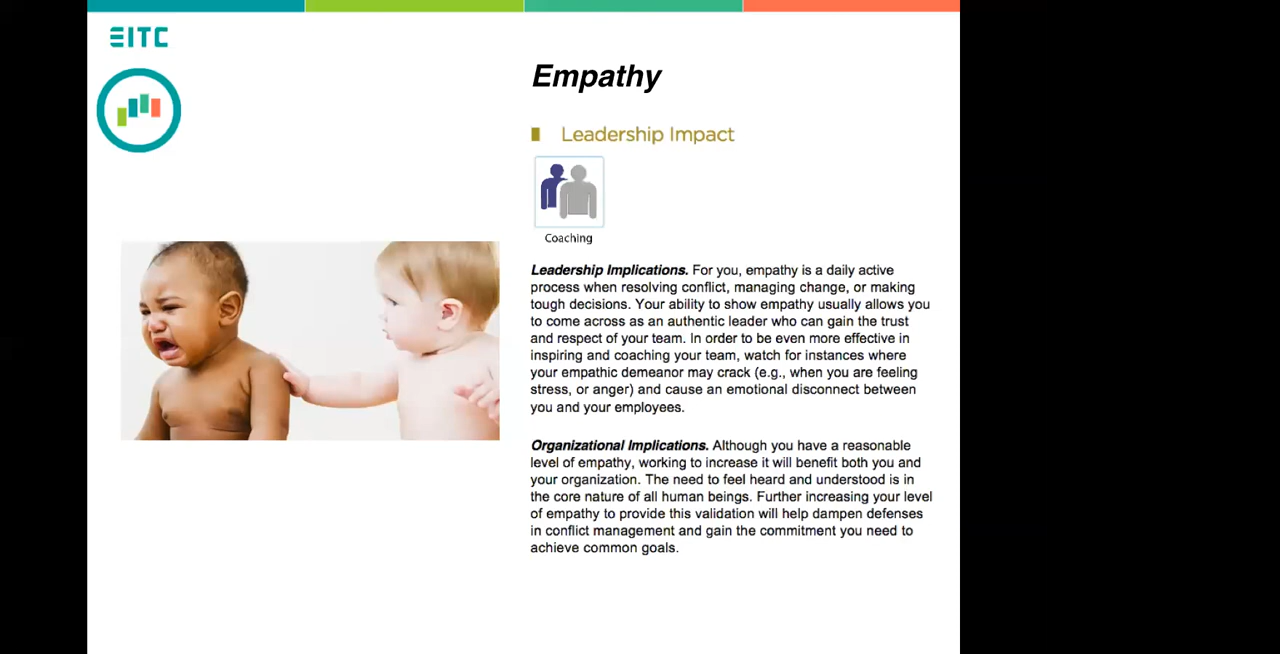 EITC
Empathy
Leadership Impact
Coaching
Leadership Implications. For you, empathy is a daily active
process when resolving conflict, managing change, or making
tough decisions. Your ability to show empathy usually allows you
to come across as an authentic leader who can gain the trust
and respect of your team. In order to be even more effective in
inspiring and coaching your team, watch for instances where
your empathic demeanor may crack (e.g., when you are feeling
stress, or anger) and cause an emotional disconnect between
you and your employees.
Organizational Implications. Although you have a reasonable
level of empathy, working to increase it will benefit both you and
your organization. The need to feel heard and understood is in
the core nature of all human beings. Further increasing your level
of empathy to provide this validation will help dampen defenses
in conflict management and gain the commitment you need to
achieve common goals.